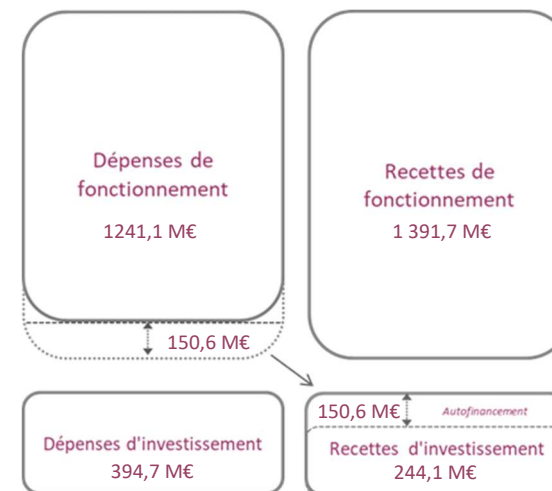 Dépenses de
fonctionnement
1241,1 M€
Recettes de
fonctionnement
1 391,7 M€
150,6 M€
150,6 M€
Autofinancement
Dépenses d'investissement
394,7 M€
Recettes d'investissement
244,1 M€